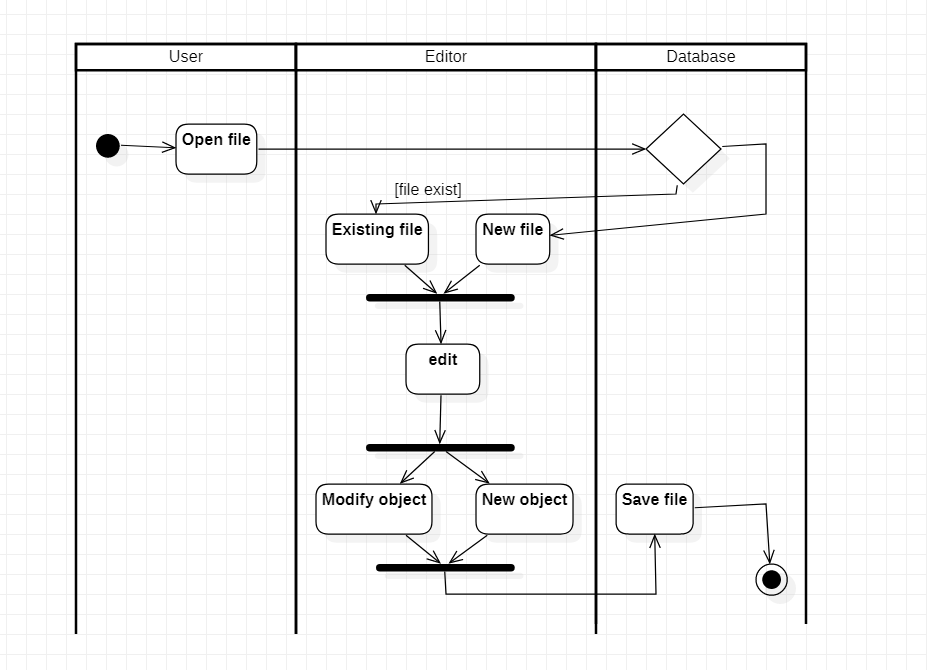 User
Editor
Database
Open file
[file exist]
Existing file
New file
edit
Modify object
New object
Save file